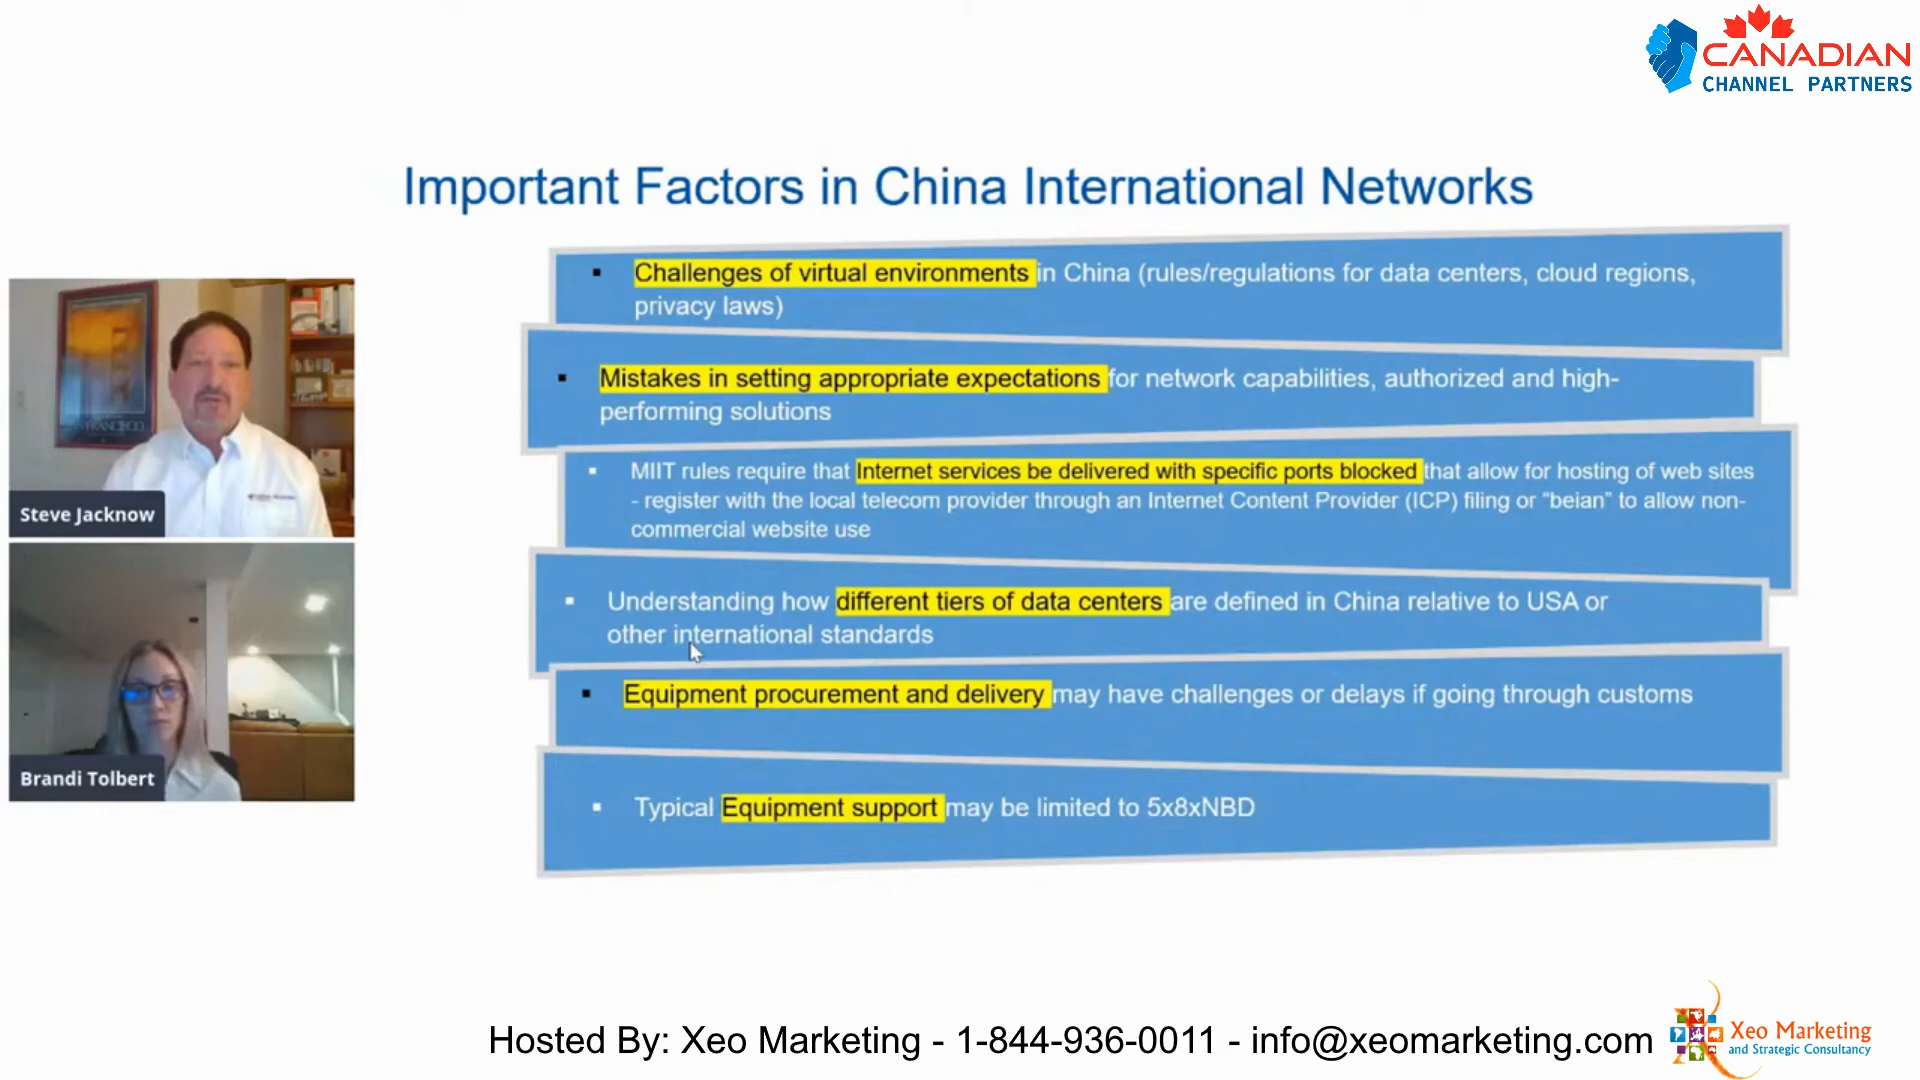 CANADIAN
CHANNEL PARTNERS
Important Factors in China International Networks
▪ Challenges of virtual environments in China (rules/regulations for data centers, cloud regions,
privacy laws)
▪ Mistakes in setting appropriate expectations for network capabilities, authorized and high-
performing solutions
▪ MIIT rules require that Internet services be delivered with specific ports blocked that allow for hosting of web sites
- register with the local telecom provider through an Internet Content Provider (ICP) filing or “beian” to allow non-
commercial website use
▪ Understanding how different tiers of data centers are defined in China relative to USA or
other international standards
▪ Equipment procurement and delivery may have challenges or delays if going through customs
▪ Typical Equipment support may be limited to 5x8xNBD
Steve Jacknow
Brandi Tolbert
Hosted By: Xeo Marketing - 1-844-936-0011 - info@xeomarketing.com
Xeo Marketing
and Strategic Consultancy